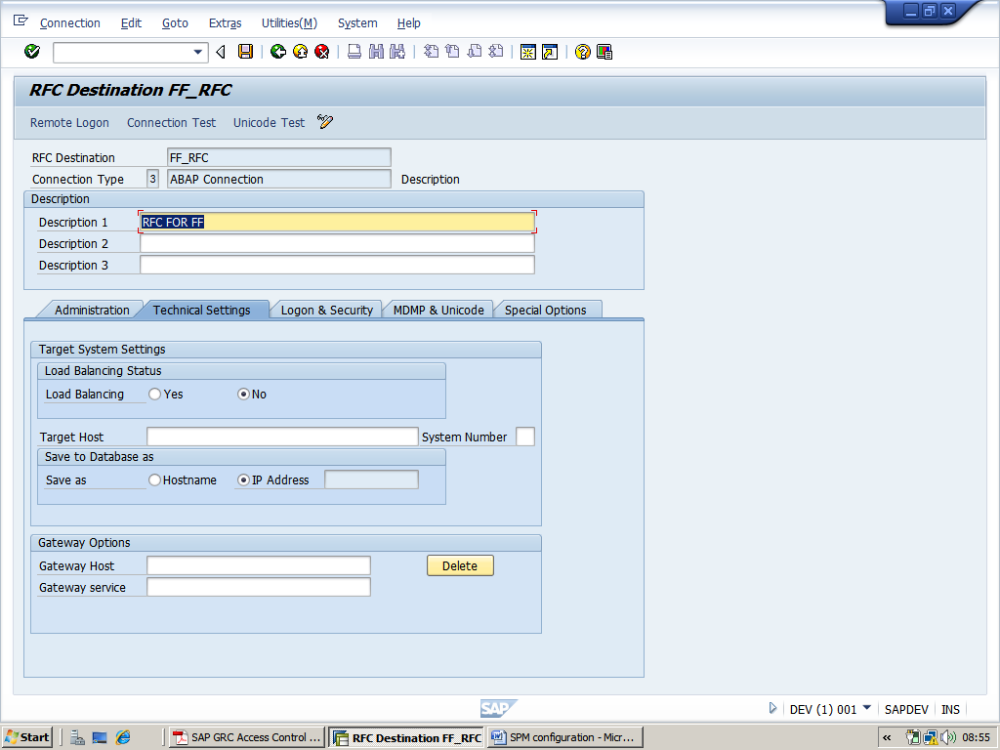 Connection Edit Goto Extras Utilities(M) System Help
RFC Destination FF_RFC
Remote Logon Connection Test Unicode Test
RFC Destination FF_RFC
Connection Type 3 ABAP Connection Description
Description
Description 1 RFC FOR FF
Description 2
Description 3
Administration Technical Settings Logon & Security MDMP & Unicode Special Options
Target System Settings
Load Balancing Status
Load Balancing Yes No
Target Host System Number
Save to Database as
Save as Hostname IP Address
Gateway Options
Gateway Host Delete
Gateway service
SAP DEV (1) 001 SAPDEV INS
Start SAP GRC Access Control ... RFC Destination FF_RFC SPM configuration - Micr... « 08:55